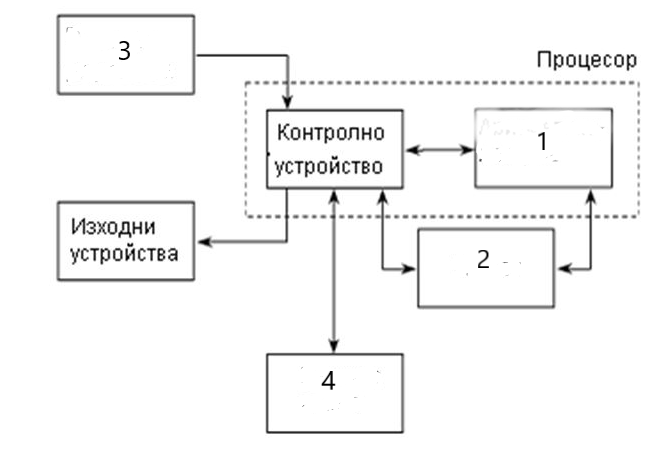 3
Процесор
Контролно
устройство
1
Изходни
устройства
2
4